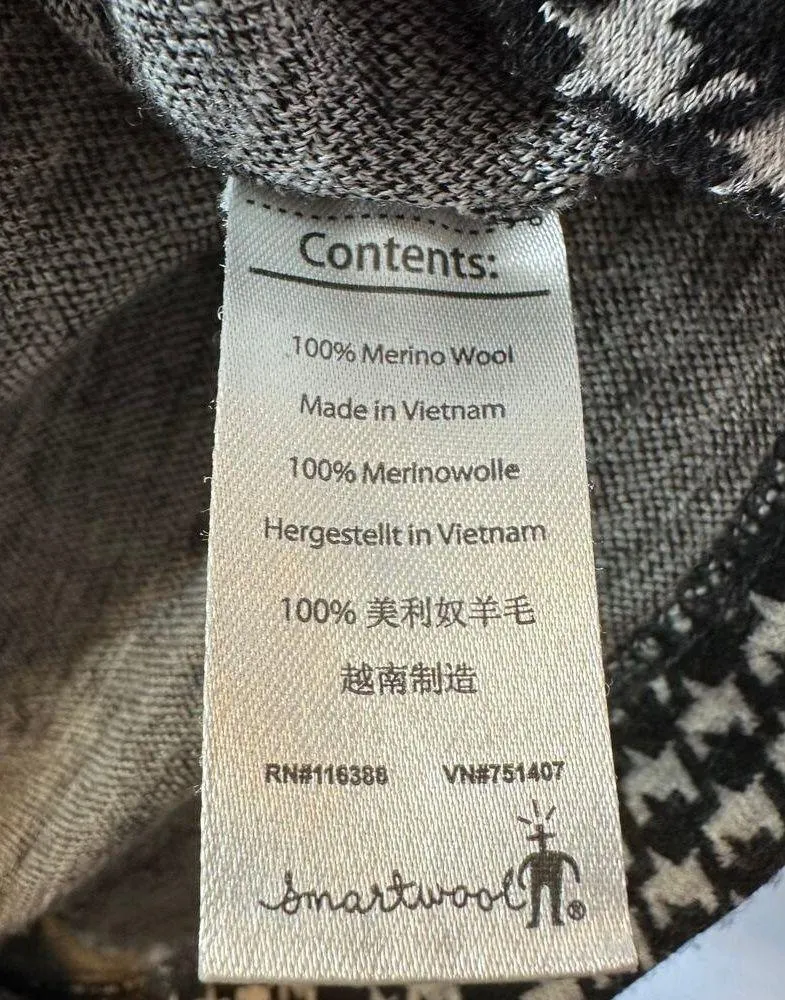 Contents:
100% Merino Wool
Made in Vietnam
100% Merinowolle
Hergestellt in Vietnam
100% 美利奴羊毛
越南制造
RN#116388 VN#751407
smartwool®